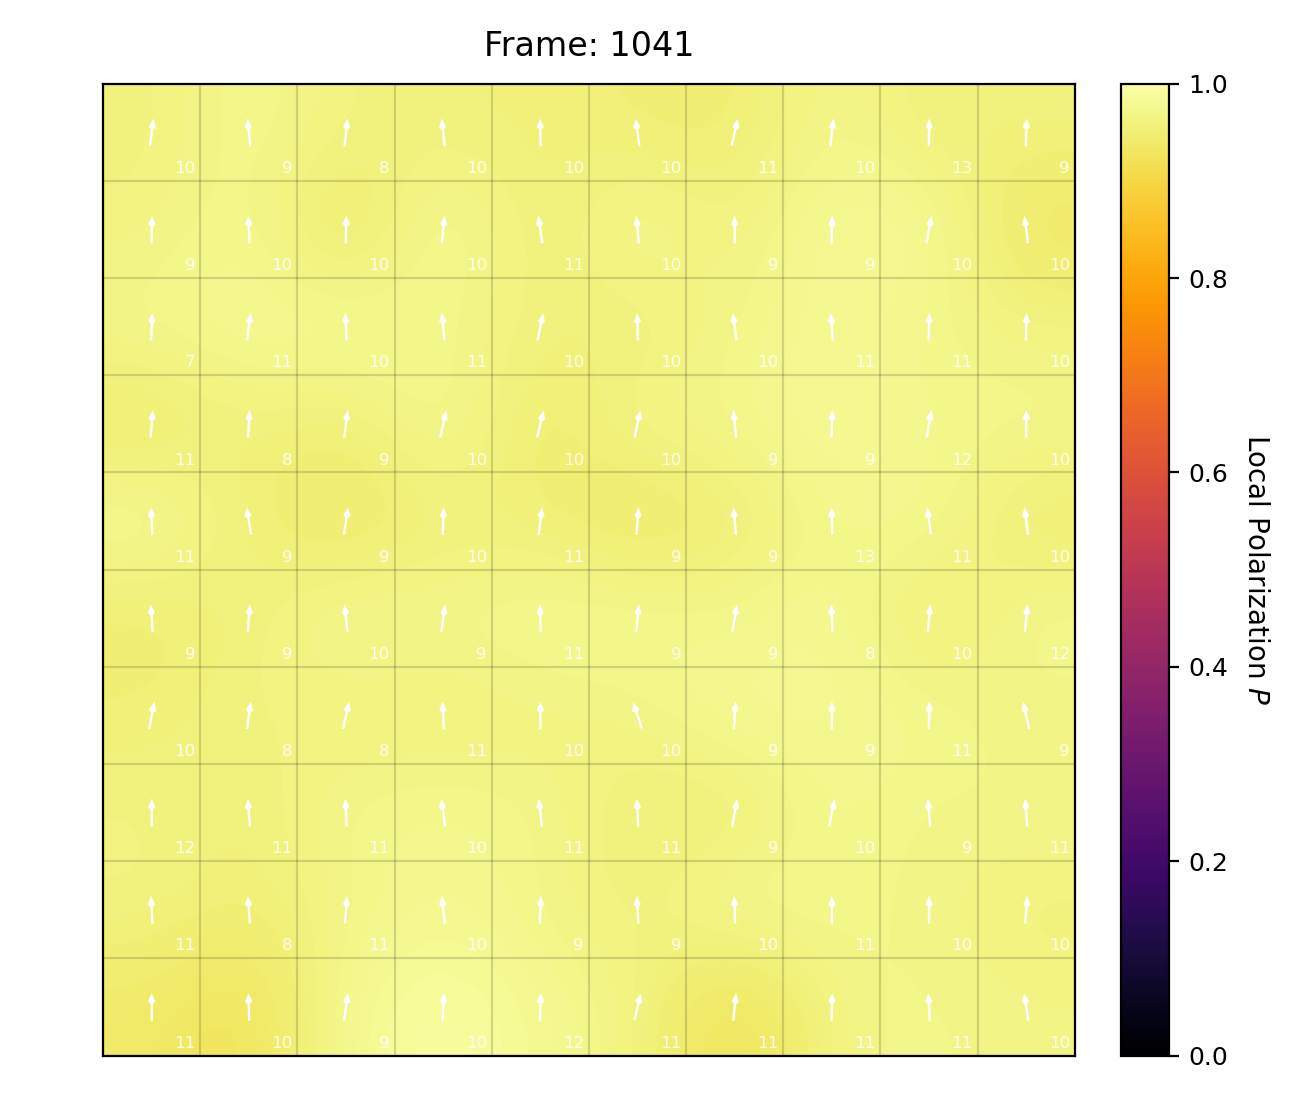 Frame: 1041
10 9 8 10 10 10 11 10 13 9
9 10 10 10 11 10 9 9 10 10
7 11 10 11 10 10 10 11 11 10
11 8 9 10 10 10 9 9 12 10
11 9 9 10 11 9 9 13 11 10
9 9 10 9 11 9 9 8 10 12
10 8 8 11 10 10 9 9 11 9
12 11 11 10 11 11 9 10 9 11
11 8 11 10 9 9 10 11 10 10
11 10 9 10 12 11 11 11 11 10
1.0
0.8
0.6
0.4
0.2
0.0
Local Polarization P